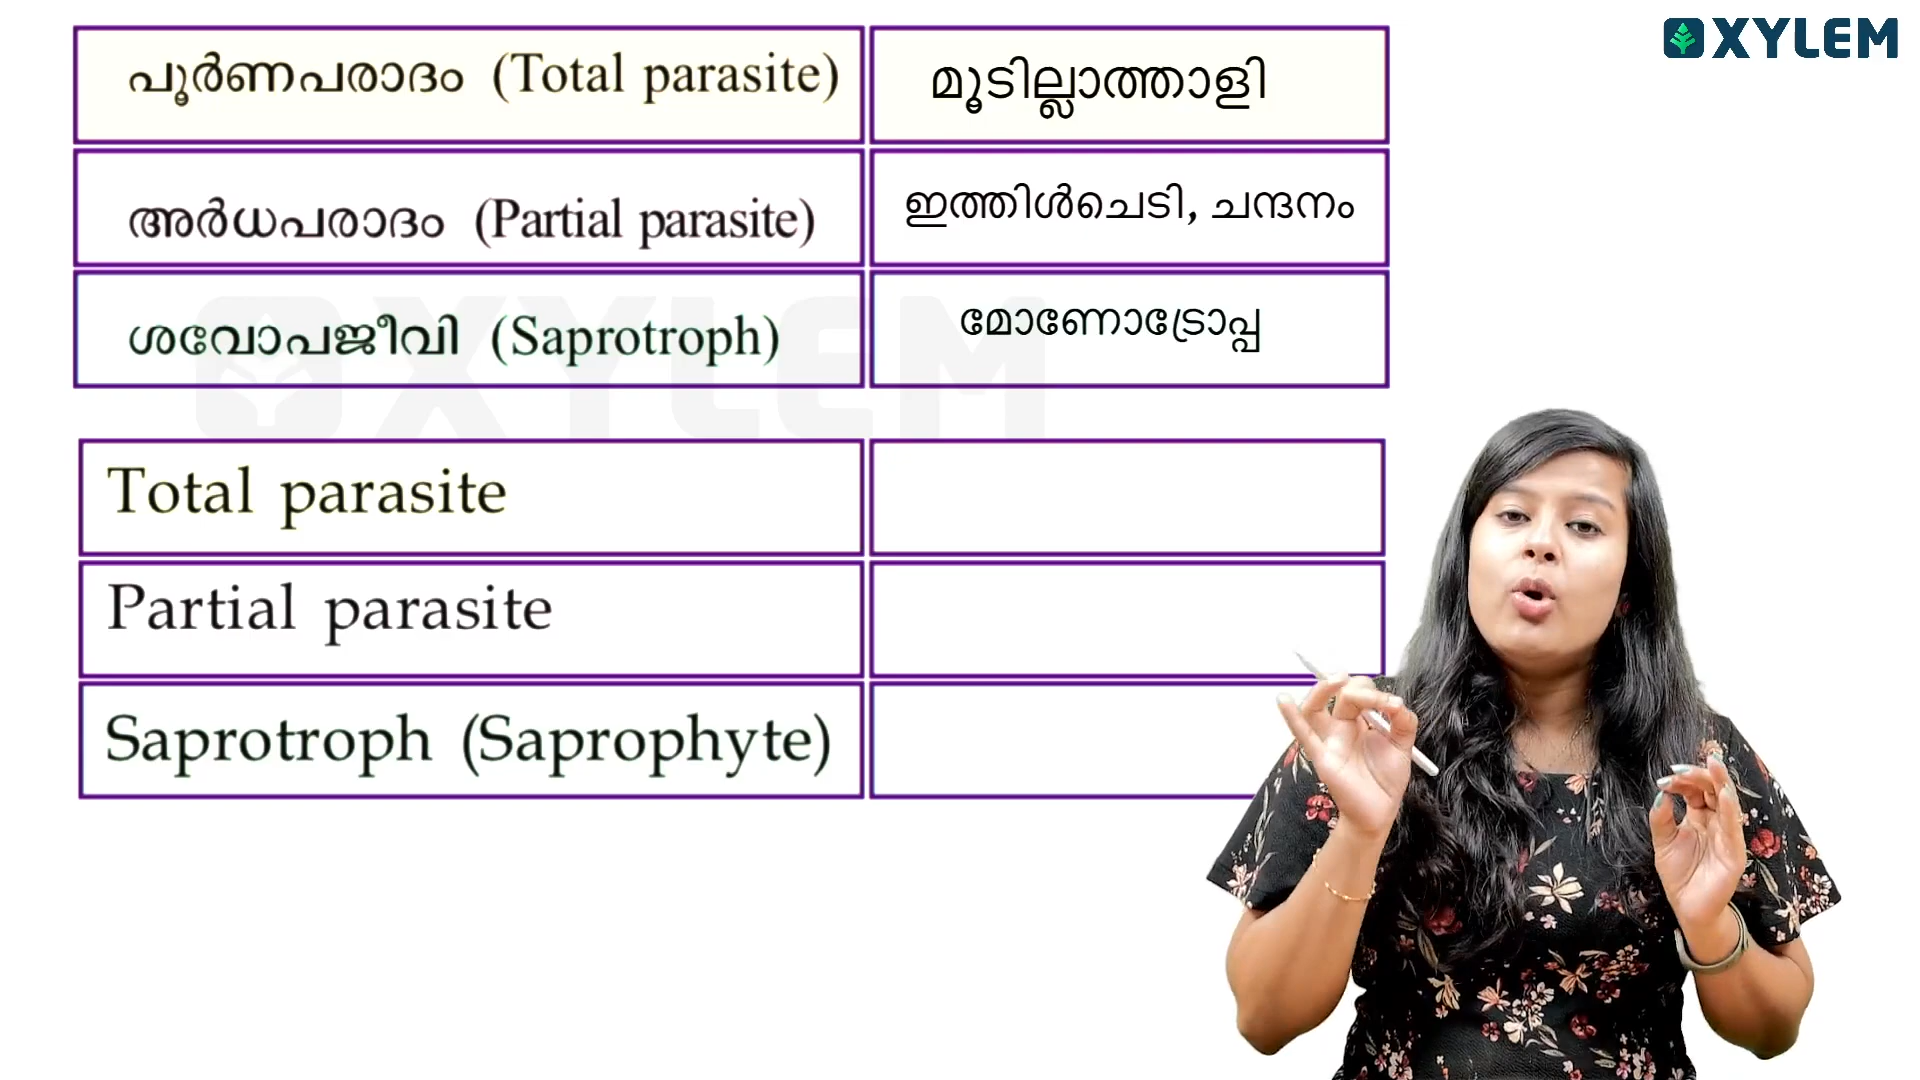 XYLEM
പൂർണപരാദം (Total parasite) മൂടില്ലാത്താളി
അർധപരാദം (Partial parasite) ഇത്തിൾചെടി, ചന്ദനം
ശവോപജീവി (Saprotroph) മോണോട്രോപ്പ
XYLEM
Total parasite
Partial parasite
Saprotroph (Saprophyte)